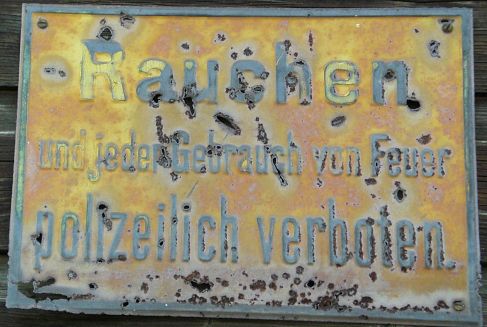 Rauchen
und jeder Gebrauch von Feuer
polizeilich verboten.